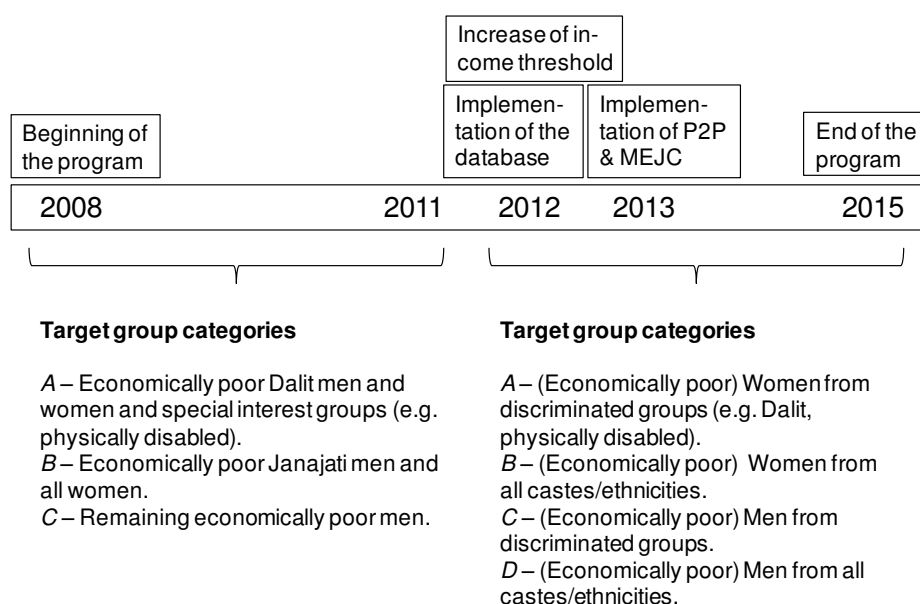 Increase of in-
come threshold
Implemen-
tation of the
database
Implemen-
tation of P2P
& MEJC
Beginning of
the program
End of the
program
2008 2011 2012 2013 2015
Target group categories
A – Economically poor Dalit men and
women and special interest groups (e.g.
physically disabled).
B – Economically poor Janajati men and
all women.
C – Remaining economically poor men.
Target group categories
A – (Economically poor) Women from
discriminated groups (e.g. Dalit,
physically disabled).
B – (Economically poor) Women from
all castes/ethnicities.
C – (Economically poor) Men from
discriminated groups.
D – (Economically poor) Men from all
castes/ethnicities.